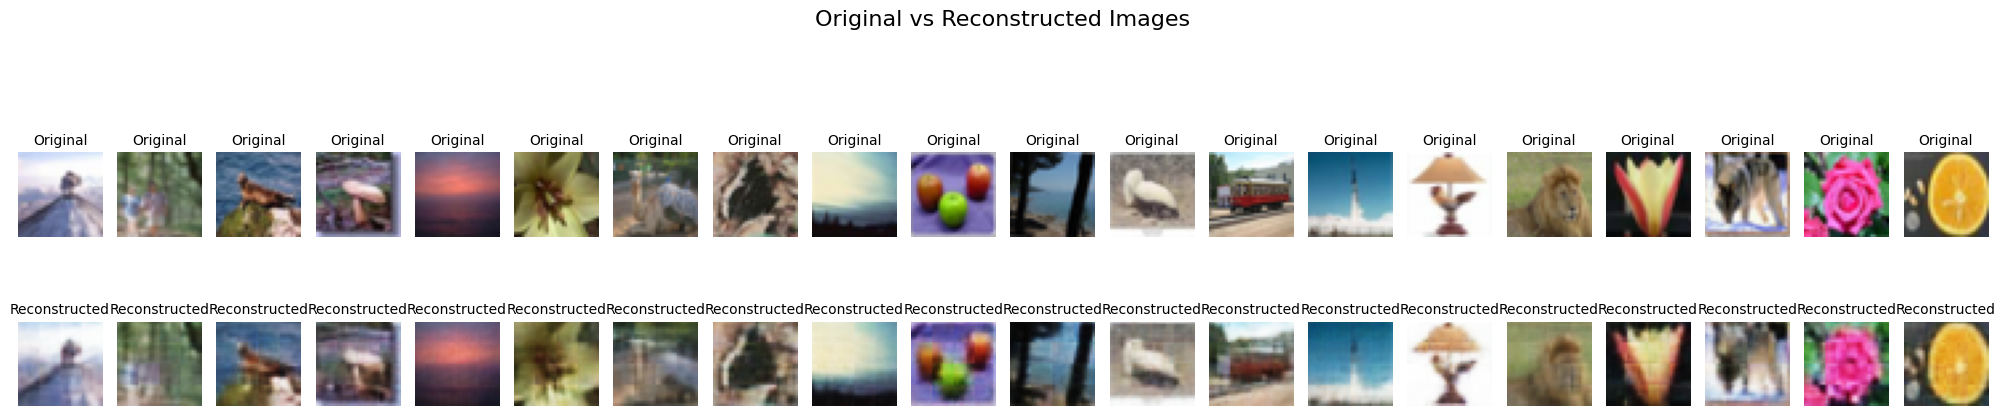 Original vs Reconstructed Images
Original Original Original Original Original Original Original Original Original Original Original Original Original Original Original Original Original Original Original Original
Reconstructed Reconstructed Reconstructed Reconstructed Reconstructed Reconstructed Reconstructed Reconstructed Reconstructed Reconstructed Reconstructed Reconstructed Reconstructed Reconstructed Reconstructed Reconstructed Reconstructed Reconstructed Reconstructed Reconstructed